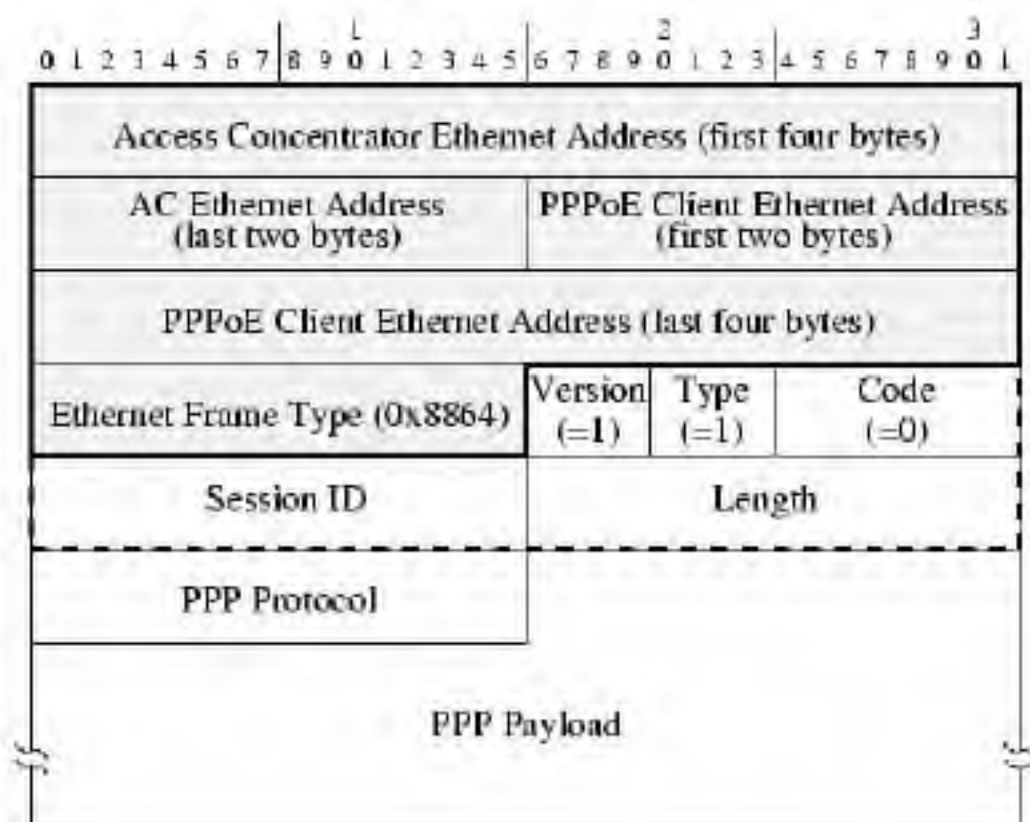 1 2 3
0 1 2 3 4 5 6 7 8 9 0 1 2 3 4 5 6 7 8 9 0 1 2 3 4 5 6 7 8 9 0 1
Access Concentrator Ethernet Address (first four bytes)
AC Ethernet Address
(last two bytes)
PPPoE Client Ethernet Address
(first two bytes)
PPPoE Client Ethernet Address (last four bytes)
Ethernet Frame Type (0x8864)
Version
(=1)
Type
(=1)
Code
(=0)
Session ID
Length
PPP Protocol
PPP Payload